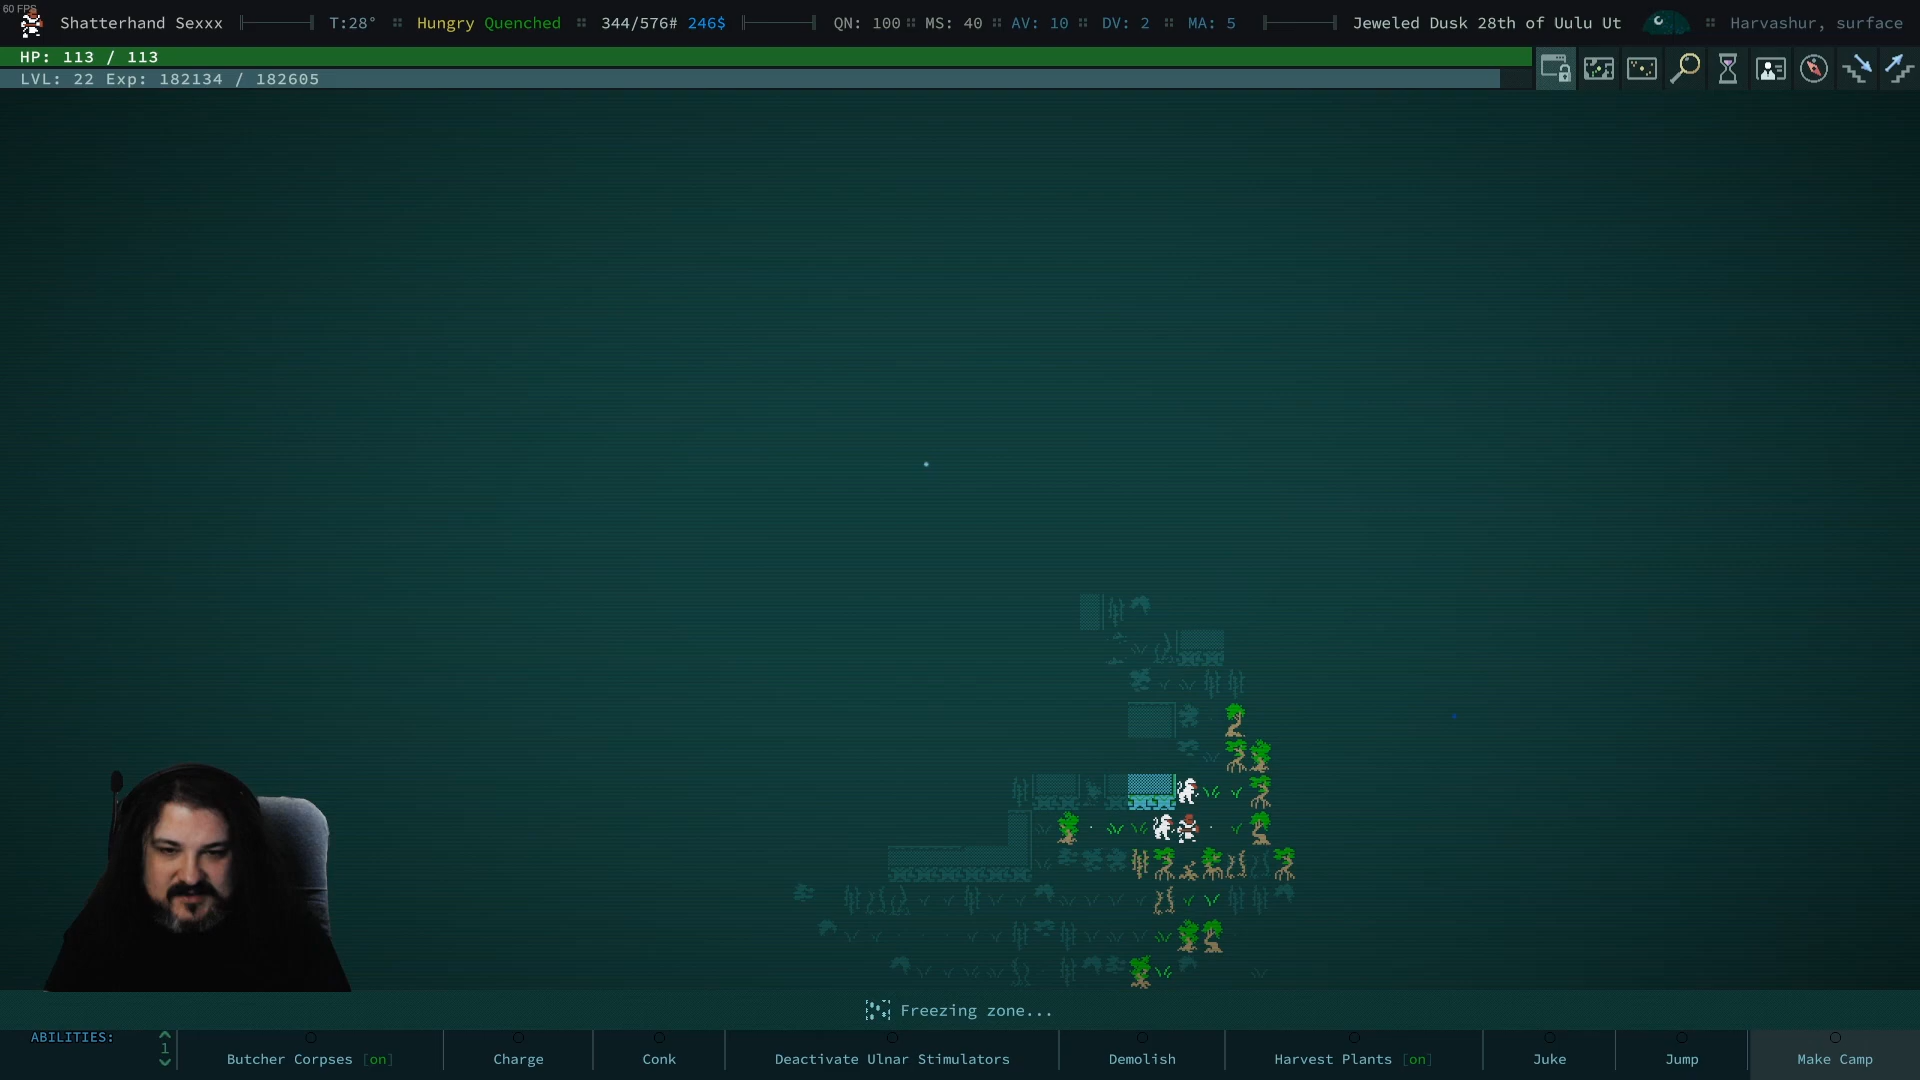 60 FPS
Shatterhand Sexxx T:28° Hungry Quenched 344/576# 246$ QN: 100 MS: 40 AV: 10 DV: 2 MA: 5 Jeweled Dusk 28th of Uulu Ut Harvashur, surface
HP: 113 / 113
LVL: 22 Exp: 182134 / 182605
Freezing zone...
ABILITIES:
1
Butcher Corpses [on] Charge Conk Deactivate Ulnar Stimulators Demolish Harvest Plants [on] Juke Jump Make Camp